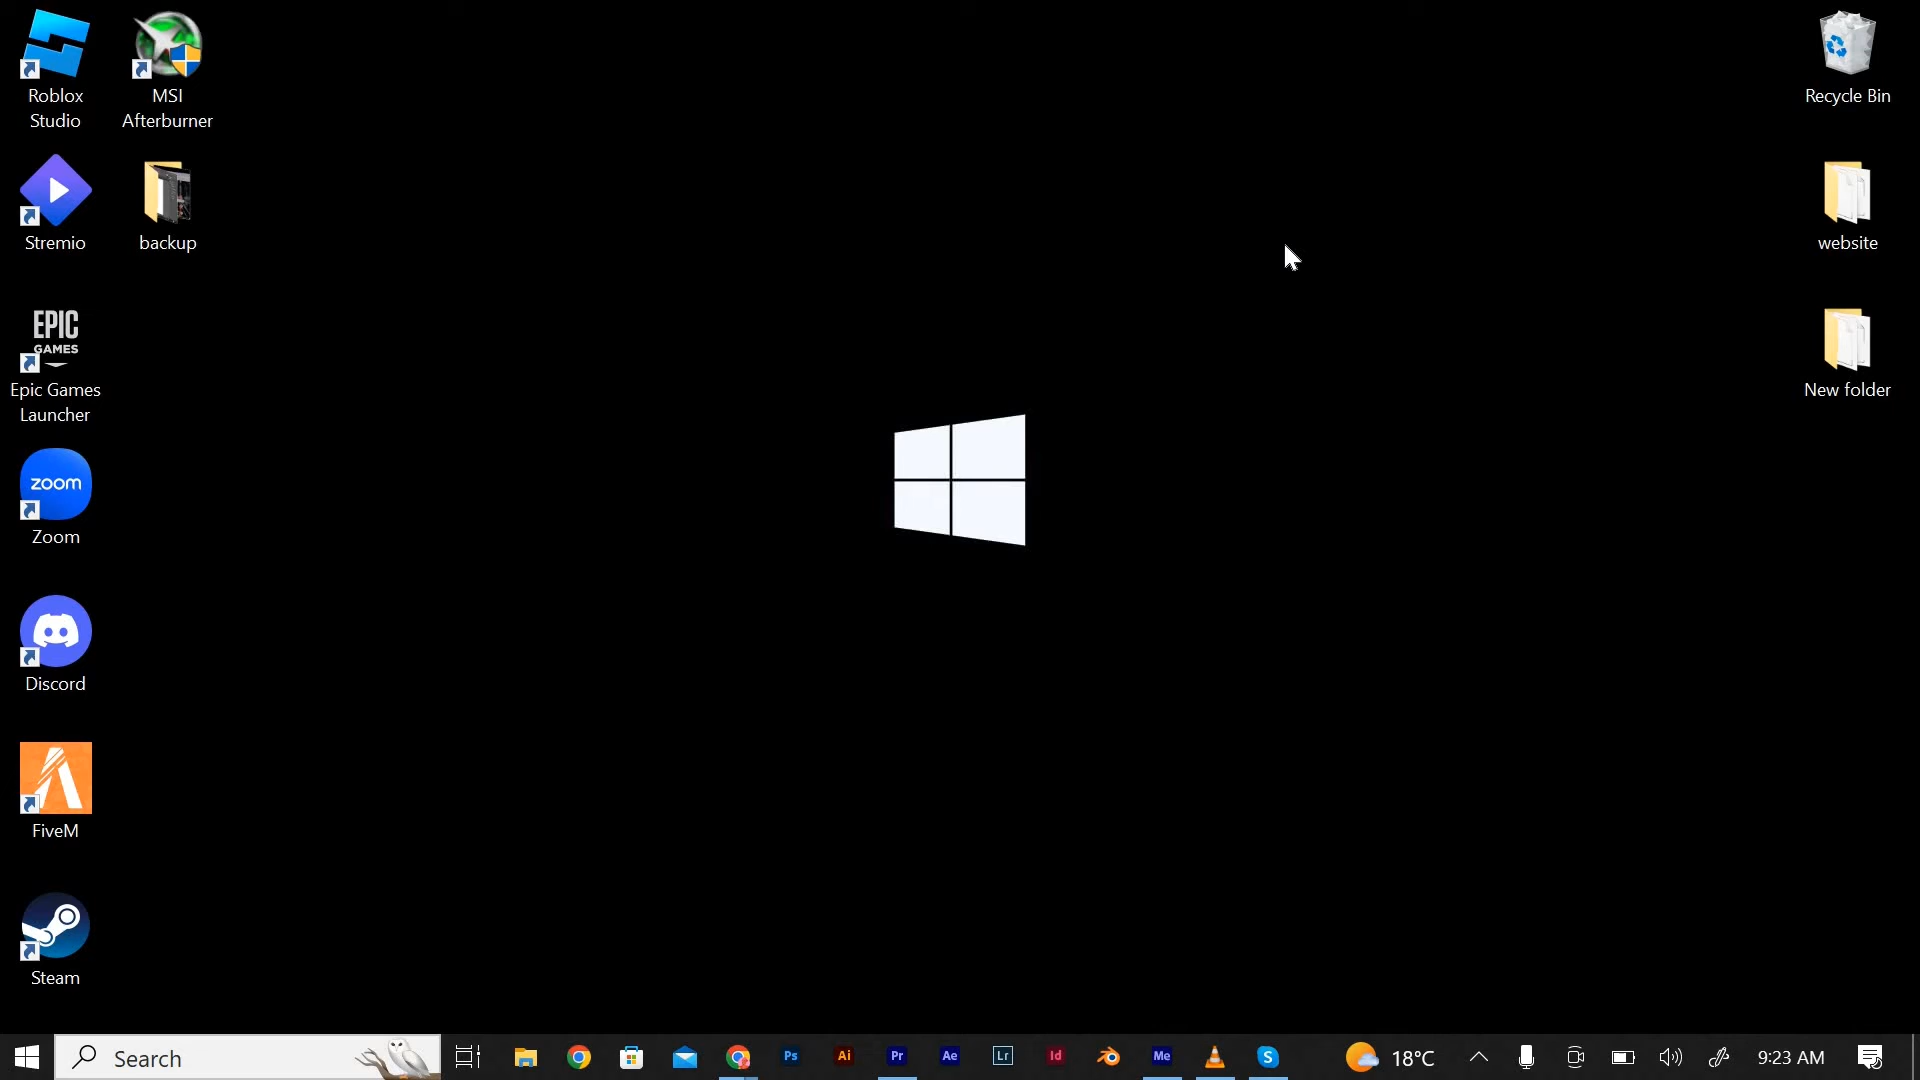 Roblox
Studio
MSI
Afterburner
Recycle Bin
Stremio
backup
website
EPIC
GAMES
Epic Games
Launcher
New folder
zoom
Zoom
Discord
FiveM
Steam
Search
Ps
Ai
Pr
Ae
Lr
Id
Me
S
18°C
9:23 AM